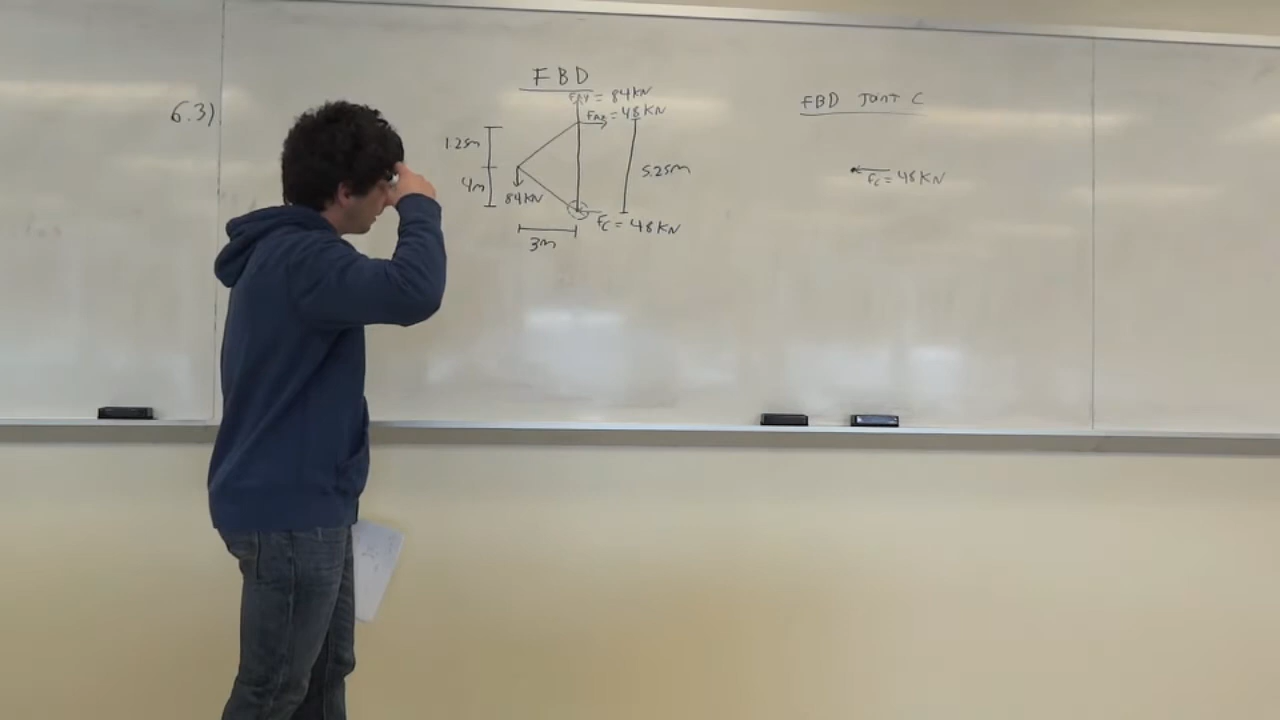 6.3)
FBD
FAY = 84KN
FAB = 48KN
1.25m
4m
84KN
5.25m
FC = 48KN
3m
FBD Joint C
FC = 48KN